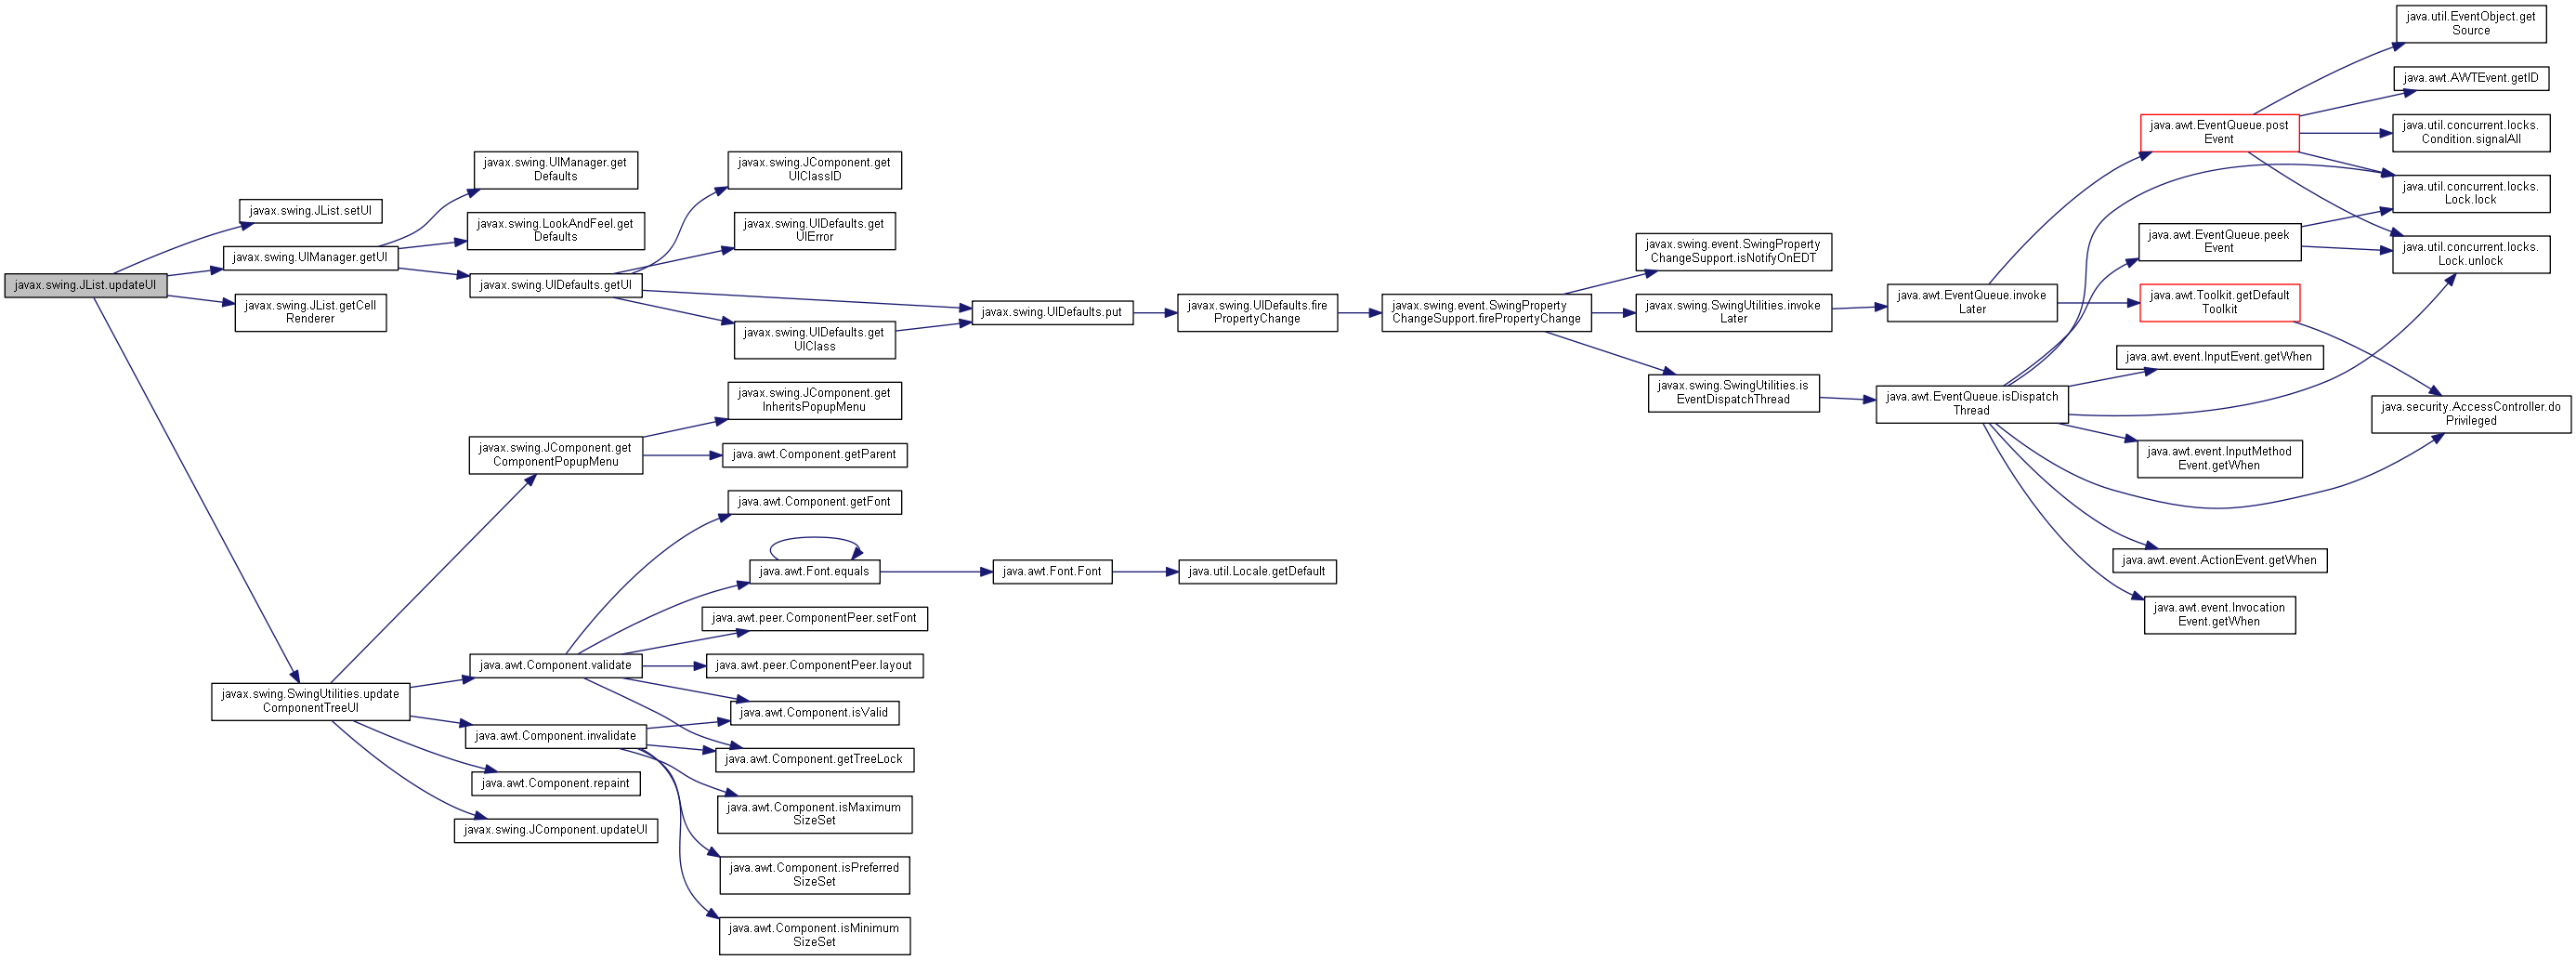 javax.swing.JList.updateUI
javax.swing.JList.setUI
javax.swing.UIManager.getUI
javax.swing.JList.getCell
Renderer
javax.swing.SwingUtilities.update
ComponentTreeUI
javax.swing.UIManager.get
Defaults
javax.swing.LookAndFeel.get
Defaults
javax.swing.UIDefaults.getUI
javax.swing.JComponent.get
ComponentPopupMenu
java.awt.Component.validate
java.awt.Component.invalidate
java.awt.Component.repaint
javax.swing.JComponent.updateUI
javax.swing.JComponent.get
UIClassID
javax.swing.UIDefaults.get
UIError
javax.swing.UIDefaults.get
UIClass
javax.swing.JComponent.get
InheritsPopupMenu
java.awt.Component.getParent
java.awt.Component.getFont
java.awt.Font.equals
java.awt.peer.ComponentPeer.setFont
java.awt.peer.ComponentPeer.layout
java.awt.Component.isValid
java.awt.Component.getTreeLock
java.awt.Component.isMaximum
SizeSet
java.awt.Component.isPreferred
SizeSet
java.awt.Component.isMinimum
SizeSet
javax.swing.UIDefaults.put
java.awt.Font.Font
javax.swing.UIDefaults.fire
PropertyChange
java.util.Locale.getDefault
javax.swing.event.SwingProperty
ChangeSupport.firePropertyChange
javax.swing.event.SwingProperty
ChangeSupport.isNotifyOnEDT
javax.swing.SwingUtilities.invoke
Later
javax.swing.SwingUtilities.is
EventDispatchThread
java.awt.EventQueue.invoke
Later
java.awt.EventQueue.isDispatch
Thread
java.awt.EventQueue.post
Event
java.awt.EventQueue.peek
Event
java.awt.Toolkit.getDefault
Toolkit
java.awt.event.InputEvent.getWhen
java.awt.event.InputMethod
Event.getWhen
java.awt.event.ActionEvent.getWhen
java.awt.event.Invocation
Event.getWhen
java.util.EventObject.get
Source
java.awt.AWTEvent.getID
java.util.concurrent.locks.
Condition.signalAll
java.util.concurrent.locks.
Lock.lock
java.util.concurrent.locks.
Lock.unlock
java.security.AccessController.do
Privileged